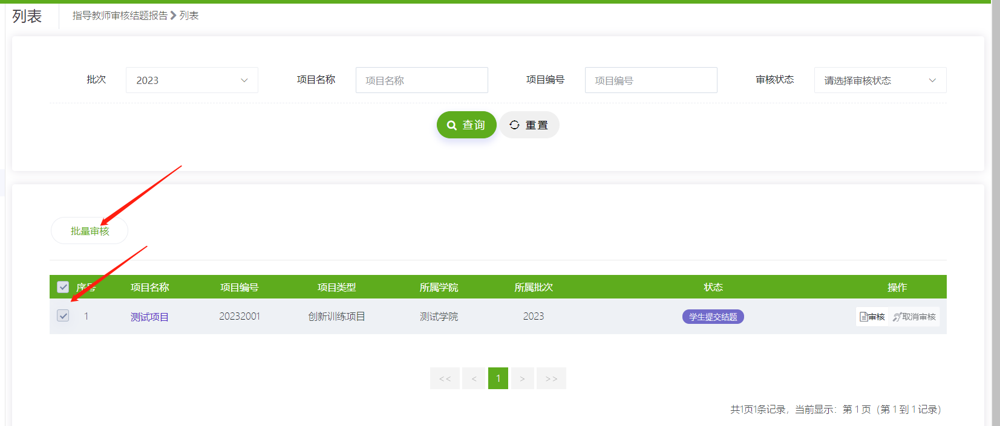 列表
指导教师审核结题报告 列表
批次 2023 项目名称 项目名称 项目编号 项目编号 审核状态 请选择审核状态
查询 重置
批量审核
序号 项目名称 项目编号 项目类型 所属学院 所属批次 状态 操作
1 测试项目 20232001 创新训练项目 测试学院 2023 学生提交结题 审核 取消审核
<< < 1 > >>
共1页1条记录，当前显示：第 1 页（第 1 到 1 记录）